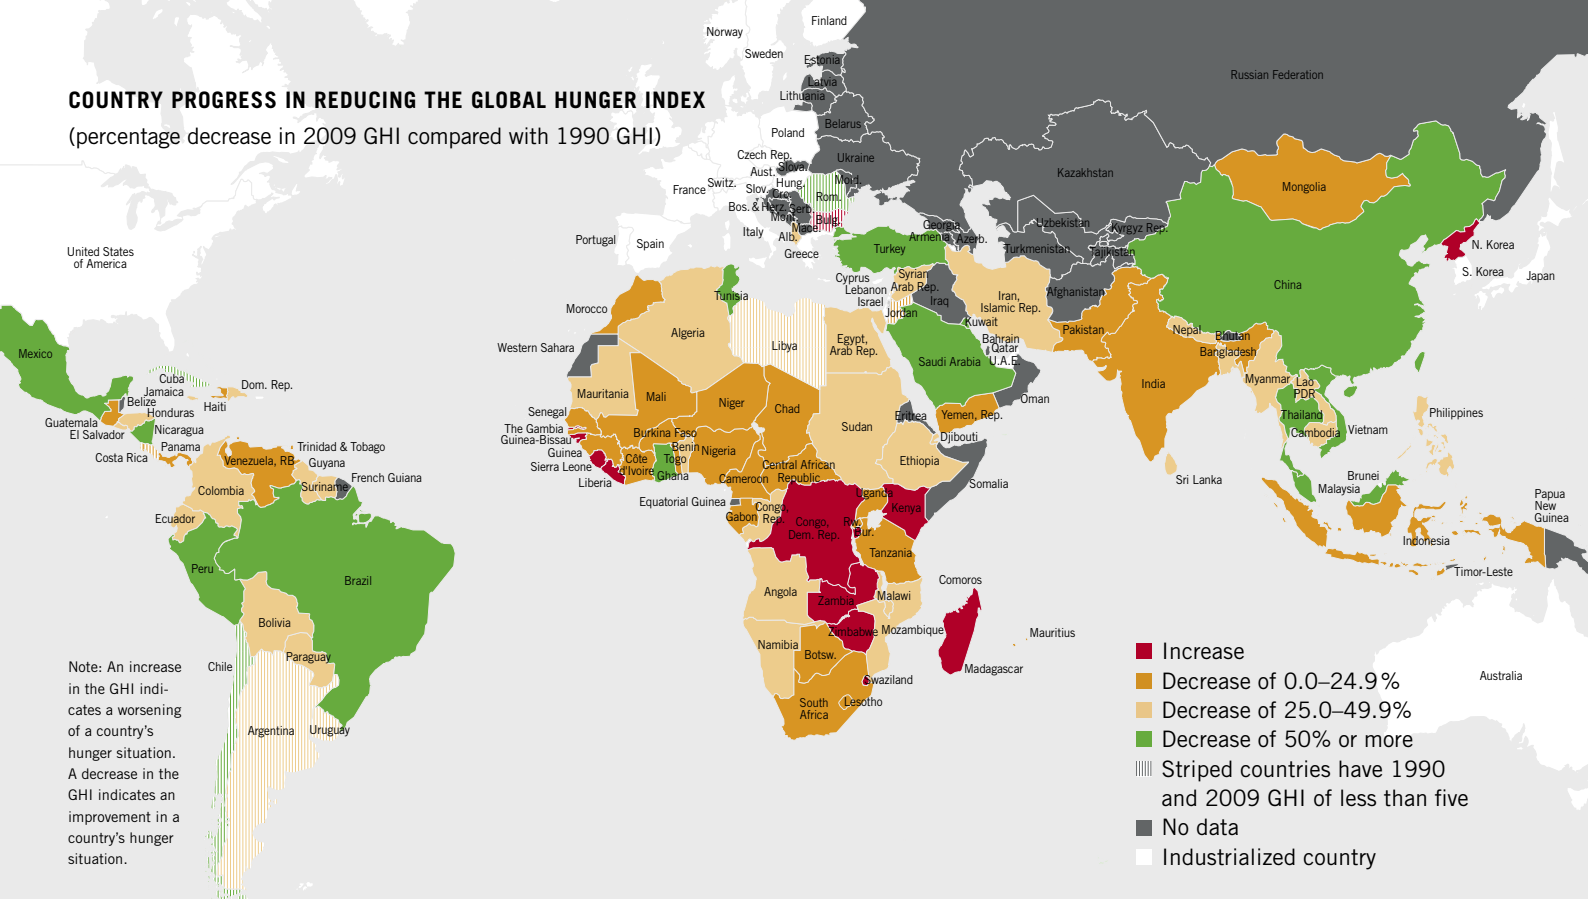 COUNTRY PROGRESS IN REDUCING THE GLOBAL HUNGER INDEX
(percentage decrease in 2009 GHI compared with 1990 GHI)
Finland
Norway
Sweden
Estonia
Latvia
Lithuania
Russian Federation
Belarus
Poland
Ukraine
Czech Rep.
Slova.
Aust.
Hung.
Mold.
Kazakhstan
France
Switz.
Slov.
Cro.
Rom.
Mongolia
Bos. & Herz.
Serb.
Mont.
Bulg.
Mace.
Italy
Alb.
Georgia
Armenia
Azerb.
Uzbekistan
Kyrgyz Rep.
Turkmenistan
Tajikistan
Portugal
Spain
Greece
Turkey
N. Korea
S. Korea
Japan
United States
of America
Cyprus
Lebanon
Israel
Syrian
Arab Rep.
Iraq
Jordan
Iran,
Islamic Rep.
Afghanistan
China
Morocco
Tunisia
Algeria
Libya
Egypt,
Arab Rep.
Kuwait
Bahrain
Qatar
U.A.E.
Pakistan
Nepal
Bhutan
Bangladesh
Western Sahara
Mexico
Saudi Arabia
Oman
India
Myanmar
Lao
PDR
Cuba
Jamaica
Belize
Dom. Rep.
Haiti
Honduras
Guatemala
El Salvador
Nicaragua
Costa Rica
Panama
Mauritania
Mali
Niger
Chad
Sudan
Eritrea
Yemen, Rep.
Djibouti
Thailand
Cambodia
Vietnam
Philippines
Senegal
The Gambia
Guinea-Bissau
Guinea
Sierra Leone
Liberia
Burkina Faso
Benin
Togo
Côte
d'Ivoire
Ghana
Nigeria
Cameroon
Central African
Republic
Ethiopia
Somalia
Sri Lanka
Brunei
Malaysia
Trinidad & Tobago
Venezuela, RB
Guyana
Suriname
French Guiana
Colombia
Ecuador
Equatorial Guinea
Gabon
Congo,
Rep.
Congo,
Dem. Rep.
Uganda
Kenya
Rw.
Bur.
Tanzania
Papua
New
Guinea
Indonesia
Timor-Leste
Peru
Brazil
Bolivia
Paraguay
Chile
Argentina
Uruguay
Angola
Zambia
Malawi
Comoros
Zimbabwe
Mozambique
Mauritius
Madagascar
Namibia
Botsw.
Swaziland
South
Africa
Lesotho
Australia
Note: An increase
in the GHI indi-
cates a worsening
of a country's
hunger situation.
A decrease in the
GHI indicates an
improvement in a
country's hunger
situation.
Increase
Decrease of 0.0–24.9%
Decrease of 25.0–49.9%
Decrease of 50% or more
Striped countries have 1990
and 2009 GHI of less than five
No data
Industrialized country